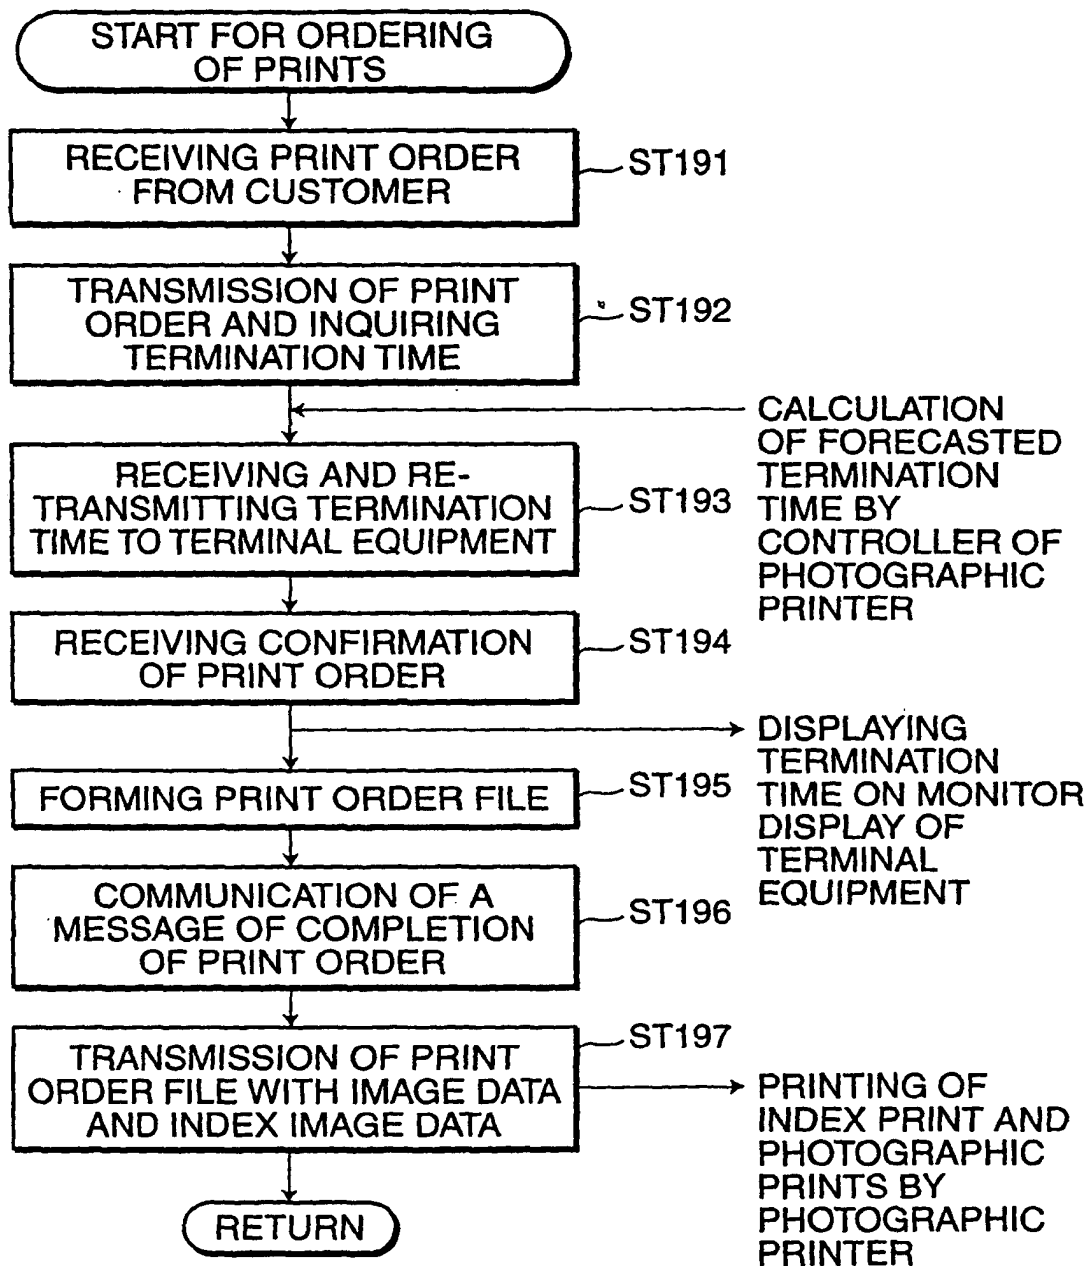 START FOR ORDERING
OF PRINTS
RECEIVING PRINT ORDER
FROM CUSTOMER
ST191
TRANSMISSION OF PRINT
ORDER AND INQUIRING
TERMINATION TIME
ST192
CALCULATION
OF FORECASTED
TERMINATION
TIME BY
CONTROLLER OF
PHOTOGRAPHIC
PRINTER
RECEIVING AND RE-
TRANSMITTING TERMINATION
TIME TO TERMINAL EQUIPMENT
ST193
RECEIVING CONFIRMATION
OF PRINT ORDER
ST194
DISPLAYING
TERMINATION
TIME ON MONITOR
DISPLAY OF
TERMINAL
EQUIPMENT
FORMING PRINT ORDER FILE
ST195
COMMUNICATION OF A
MESSAGE OF COMPLETION
OF PRINT ORDER
ST196
TRANSMISSION OF PRINT
ORDER FILE WITH IMAGE DATA
AND INDEX IMAGE DATA
ST197
PRINTING OF
INDEX PRINT AND
PHOTOGRAPHIC
PRINTS BY
PHOTOGRAPHIC
PRINTER
RETURN